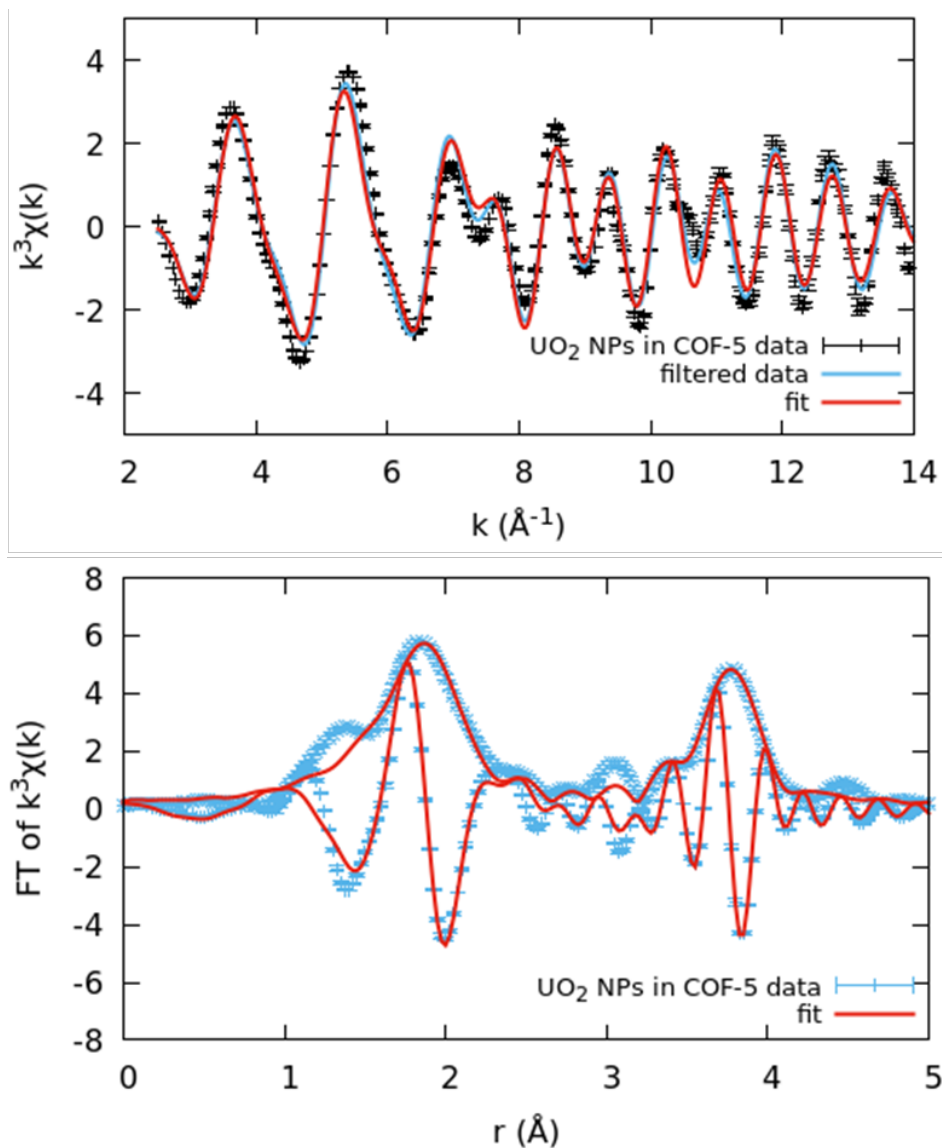 4
2
0
-2
-4
k³χ(k)
UO₂ NPs in COF-5 data
filtered data
fit
2 4 6 8 10 12 14
k (Å⁻¹)
8
6
4
2
0
-2
-4
-6
-8
FT of k³χ(k)
UO₂ NPs in COF-5 data
fit
0 1 2 3 4 5
r (Å)